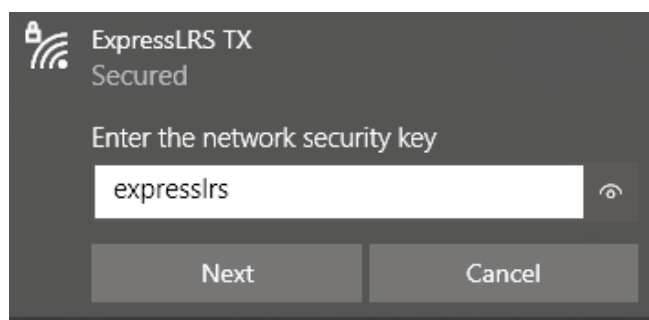 ExpressLRS TX
Secured
Enter the network security key
expresslrs
Next
Cancel